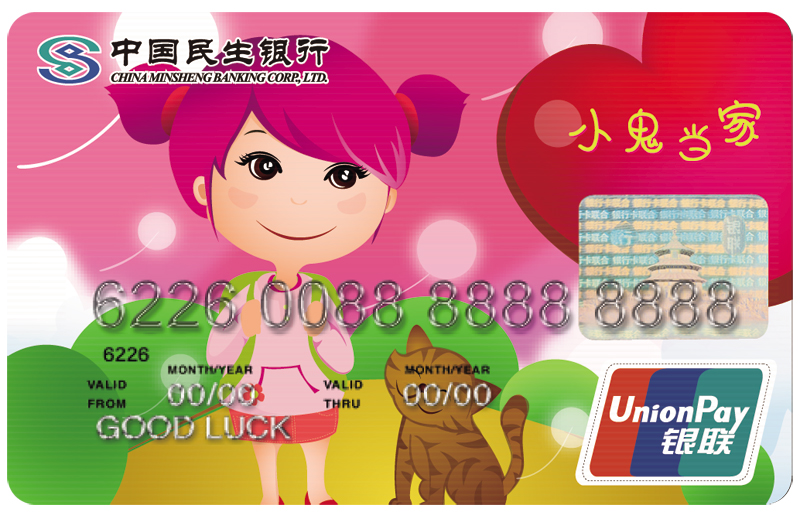 中国民生银行
CHINA MINSHENG BANKING CORP., LTD.
小鬼当家
6226 0088 8888 8888
6226
MONTH/YEAR MONTH/YEAR
VALID FROM 00/00 VALID THRU 00/00
GOOD LUCK
UnionPay
银联